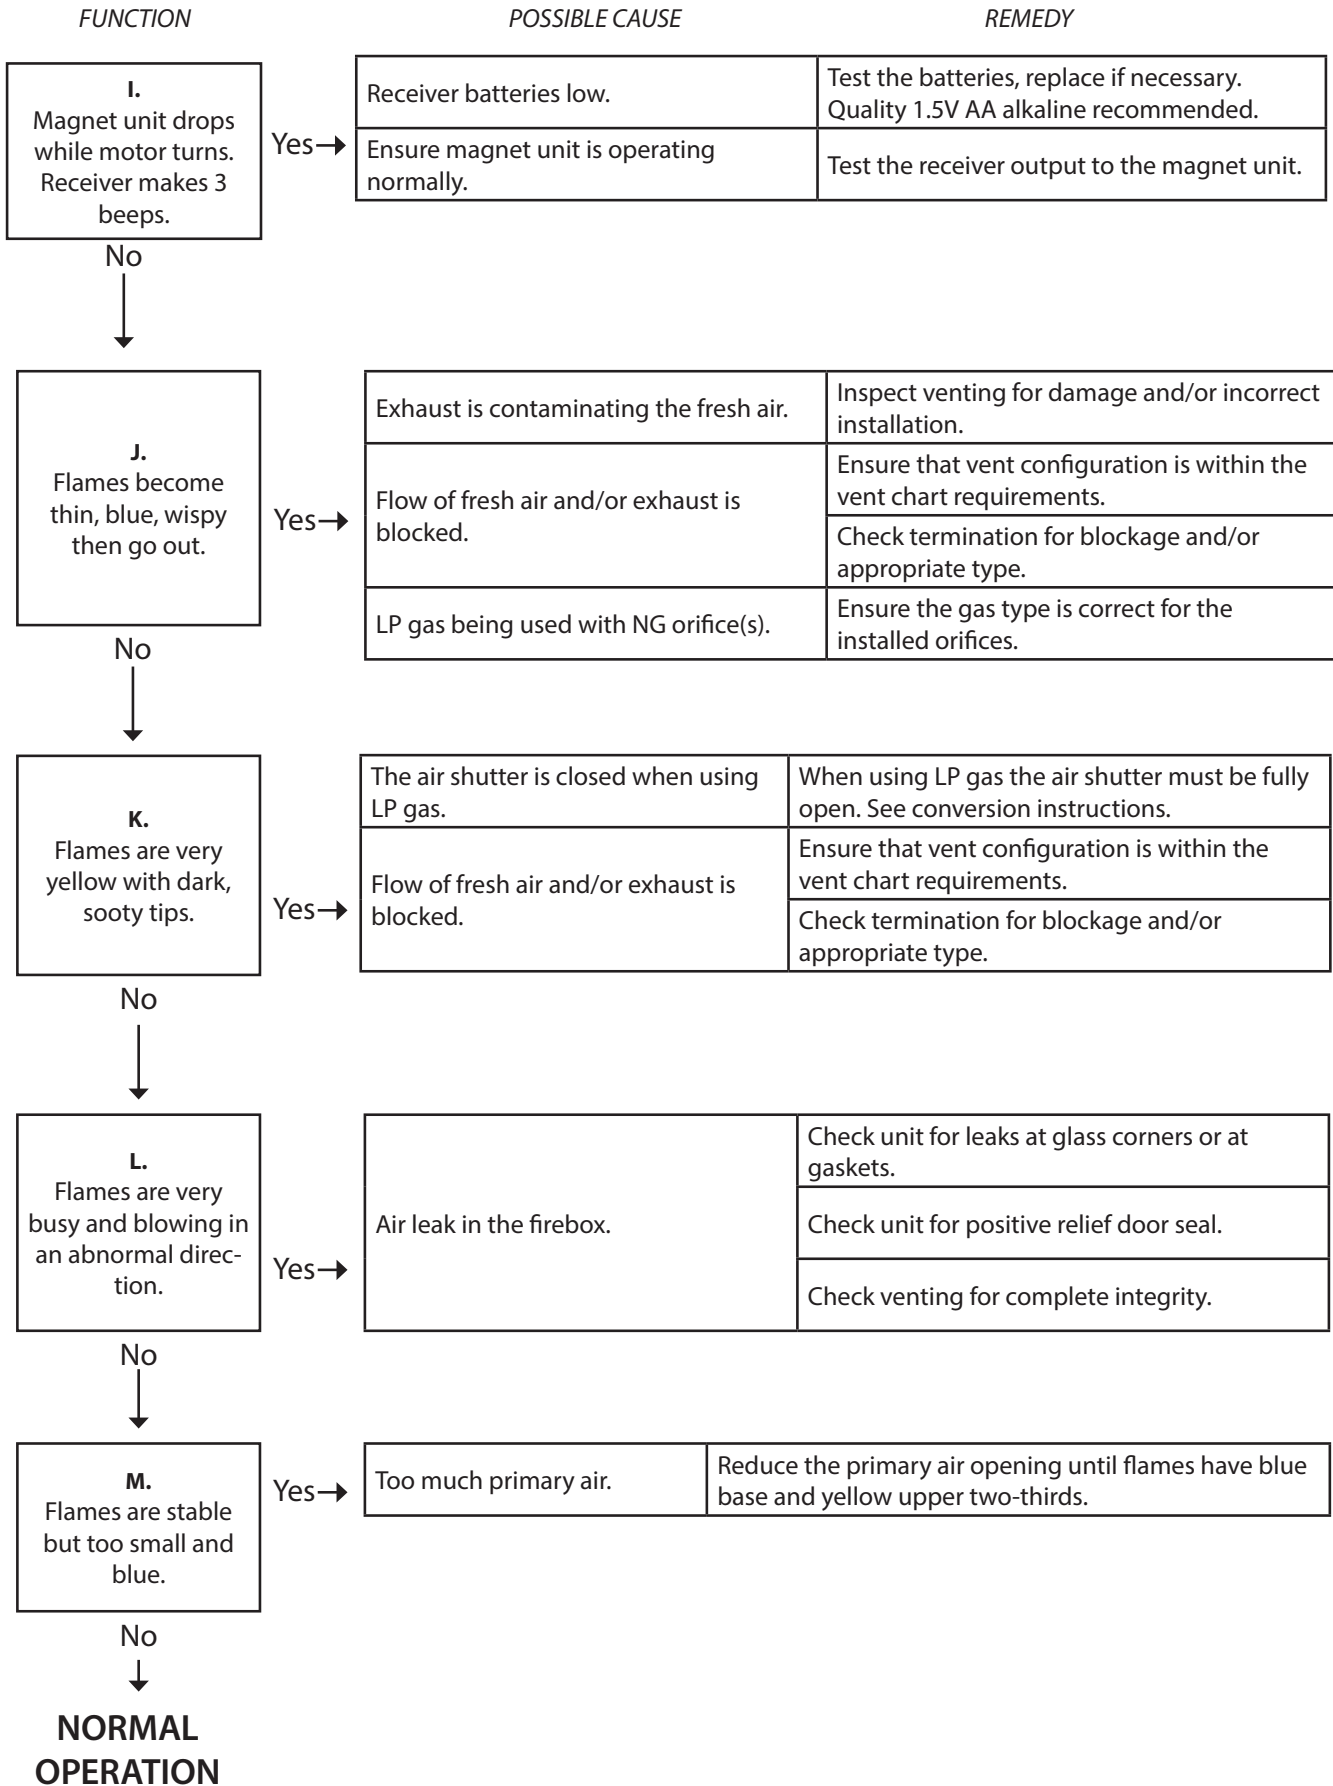 FUNCTION
POSSIBLE CAUSE
REMEDY
I.
Magnet unit drops
while motor turns.
Receiver makes 3
beeps.
Yes
Receiver batteries low.
Test the batteries, replace if necessary.
Quality 1.5V AA alkaline recommended.
Ensure magnet unit is operating
normally.
Test the receiver output to the magnet unit.
No
J.
Flames become
thin, blue, wispy
then go out.
Yes
Exhaust is contaminating the fresh air.
Inspect venting for damage and/or incorrect
installation.
Flow of fresh air and/or exhaust is
blocked.
Ensure that vent configuration is within the
vent chart requirements.
Check termination for blockage and/or
appropriate type.
LP gas being used with NG orifice(s).
Ensure the gas type is correct for the
installed orifices.
No
K.
Flames are very
yellow with dark,
sooty tips.
Yes
The air shutter is closed when using
LP gas.
When using LP gas the air shutter must be fully
open. See conversion instructions.
Flow of fresh air and/or exhaust is
blocked.
Ensure that vent configuration is within the
vent chart requirements.
Check termination for blockage and/or
appropriate type.
No
L.
Flames are very
busy and blowing in
an abnormal direc-
tion.
Yes
Air leak in the firebox.
Check unit for leaks at glass corners or at
gaskets.
Check unit for positive relief door seal.
Check venting for complete integrity.
No
M.
Flames are stable
but too small and
blue.
Yes
Too much primary air.
Reduce the primary air opening until flames have blue
base and yellow upper two-thirds.
No
NORMAL
OPERATION